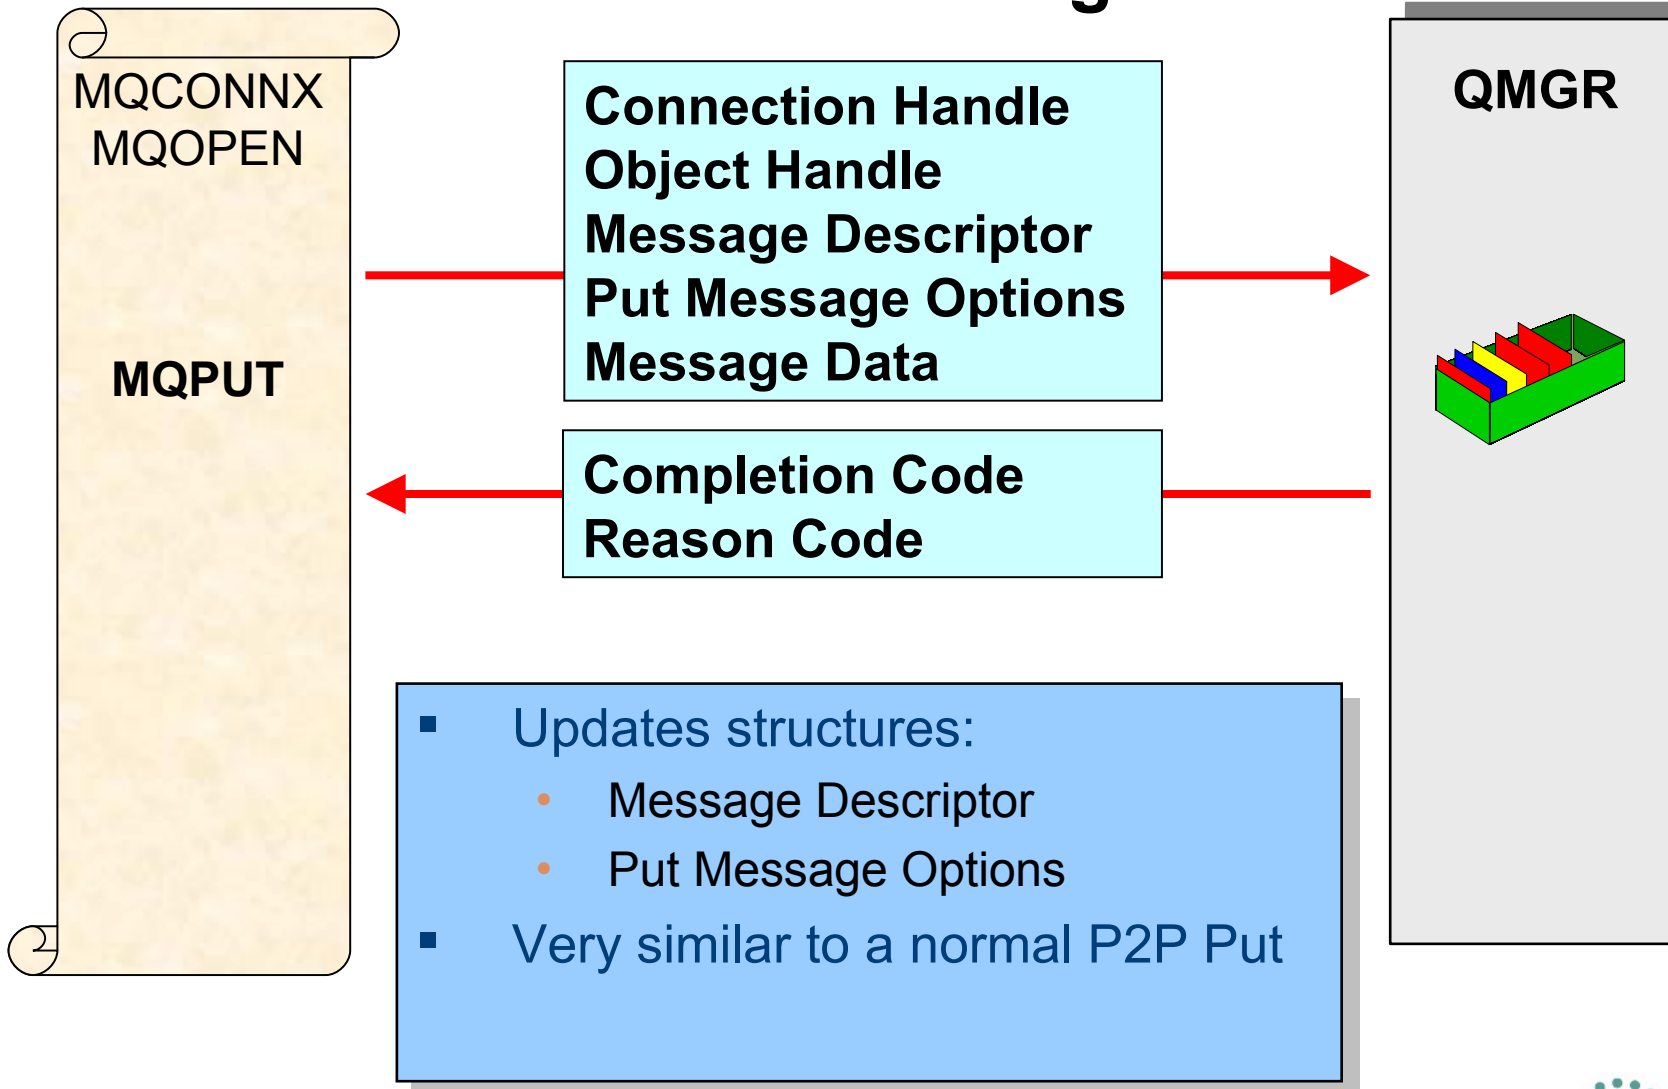 MQCONNX
MQOPEN
MQPUT
Connection Handle
Object Handle
Message Descriptor
Put Message Options
Message Data
Completion Code
Reason Code
QMGR
▪ Updates structures:
• Message Descriptor
• Put Message Options
▪ Very similar to a normal P2P Put